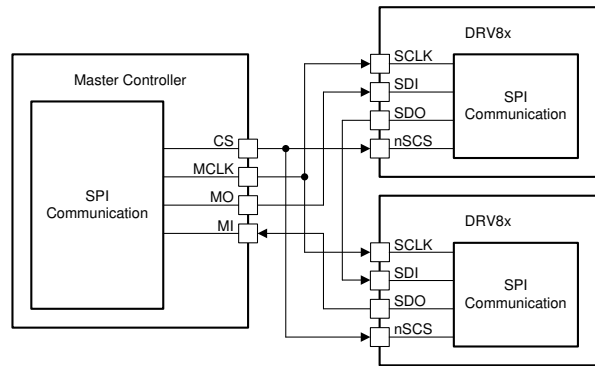 Master Controller
SPI
Communication
CS
MCLK
MO
MI
DRV8x
SCLK
SDI
SDO
nSCS
SPI
Communication
DRV8x
SCLK
SDI
SDO
nSCS
SPI
Communication